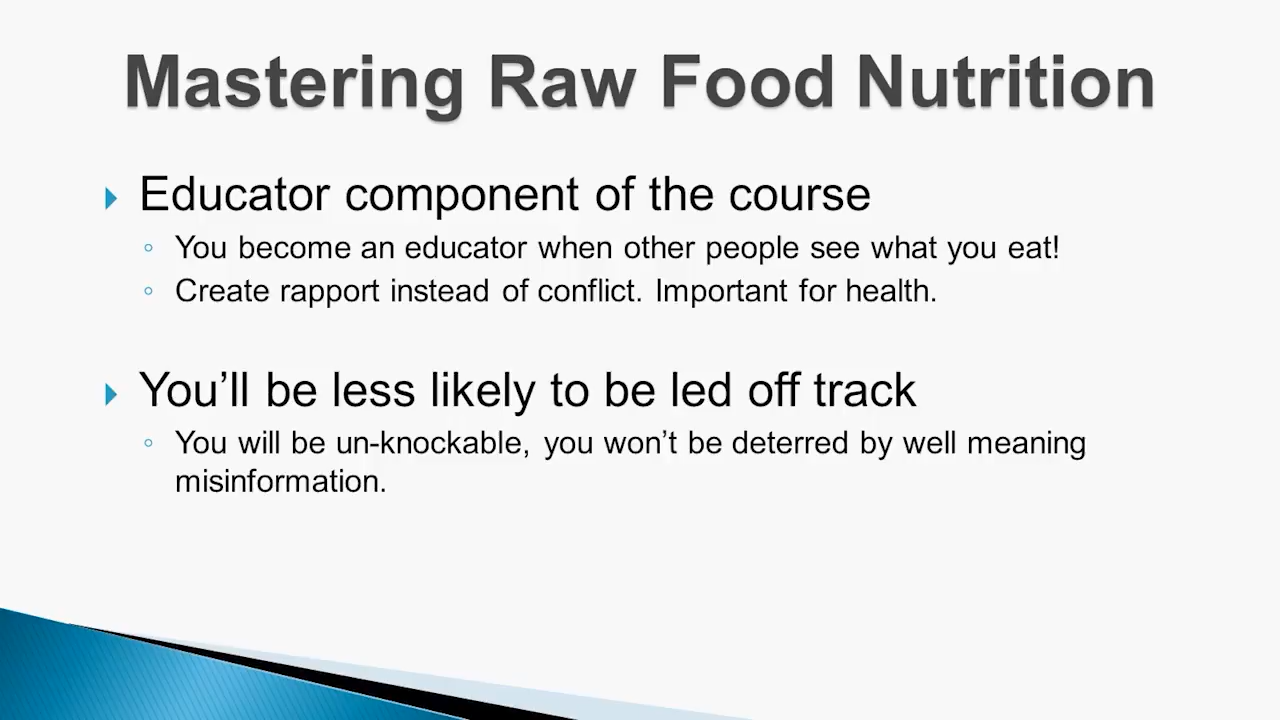 Mastering Raw Food Nutrition
Educator component of the course
You become an educator when other people see what you eat!
Create rapport instead of conflict. Important for health.
You’ll be less likely to be led off track
You will be un-knockable, you won’t be deterred by well meaning
misinformation.